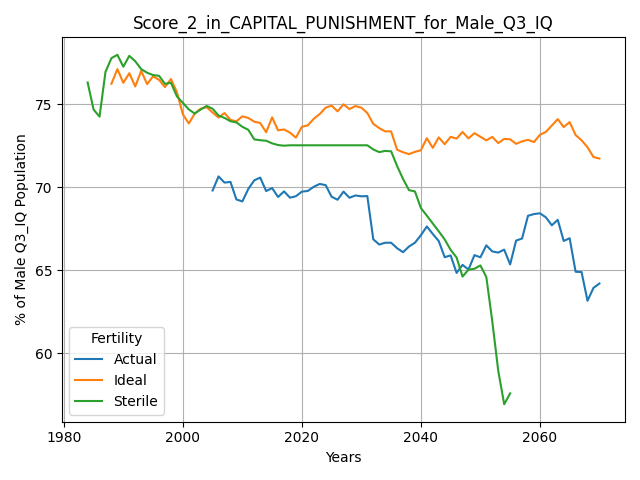 Score_2_in_CAPITAL_PUNISHMENT_for_Male_Q3_IQ
% of Male Q3_IQ Population
75
70
65
60
Fertility
Actual
Ideal
Sterile
1980
2000
2020
2040
2060
Years